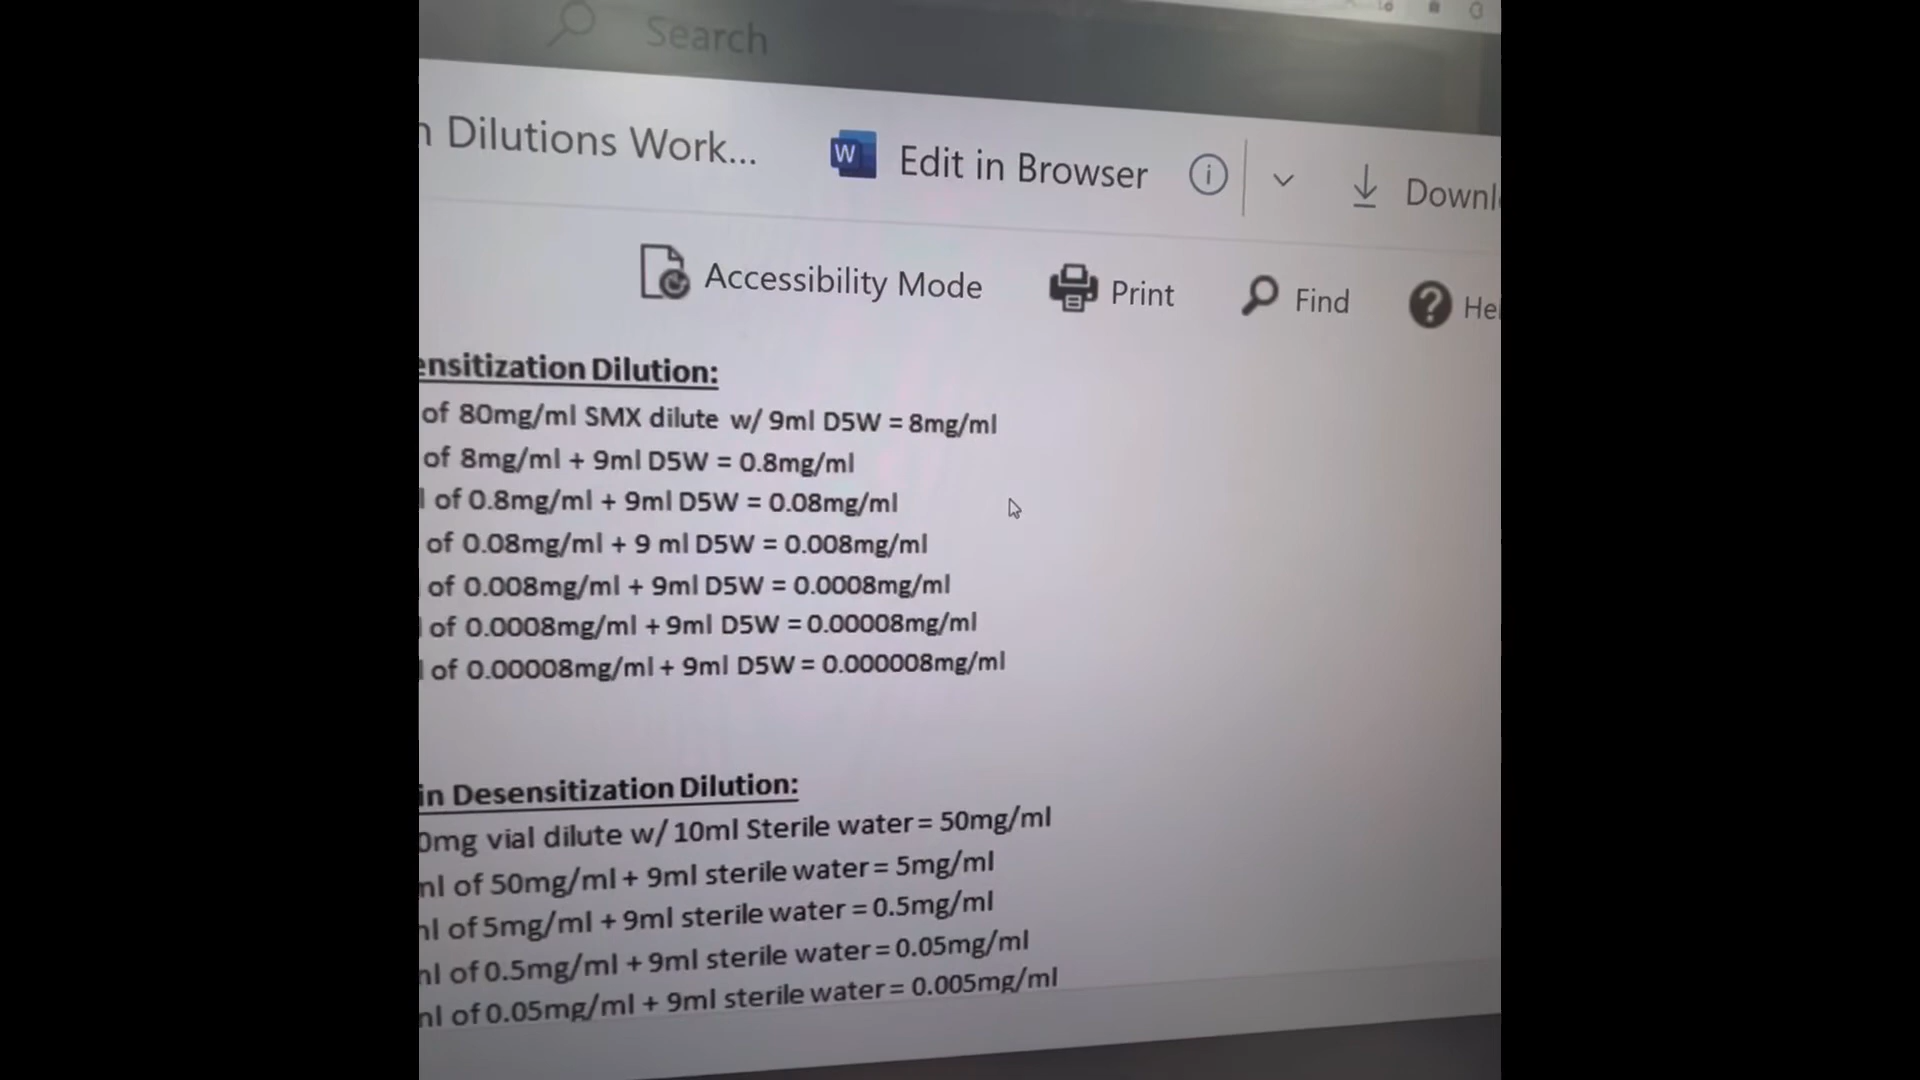 Search
Dilutions Work...
Edit in Browser
Accessibility Mode
Print
Find
ensitization Dilution:
of 80mg/ml SMX dilute w/ 9ml D5W = 8mg/ml
of 8mg/ml + 9ml D5W = 0.8mg/ml
l of 0.8mg/ml + 9ml D5W = 0.08mg/ml
of 0.08mg/ml + 9 ml D5W = 0.008mg/ml
of 0.008mg/ml + 9ml D5W = 0.0008mg/ml
l of 0.0008mg/ml + 9ml D5W = 0.00008mg/ml
l of 0.00008mg/ml + 9ml D5W = 0.000008mg/ml
in Desensitization Dilution:
0mg vial dilute w/ 10ml Sterile water = 50mg/ml
ml of 50mg/ml + 9ml sterile water = 5mg/ml
ml of 5mg/ml + 9ml sterile water = 0.5mg/ml
ml of 0.5mg/ml + 9ml sterile water = 0.05mg/ml
ml of 0.05mg/ml + 9ml sterile water = 0.005mg/ml